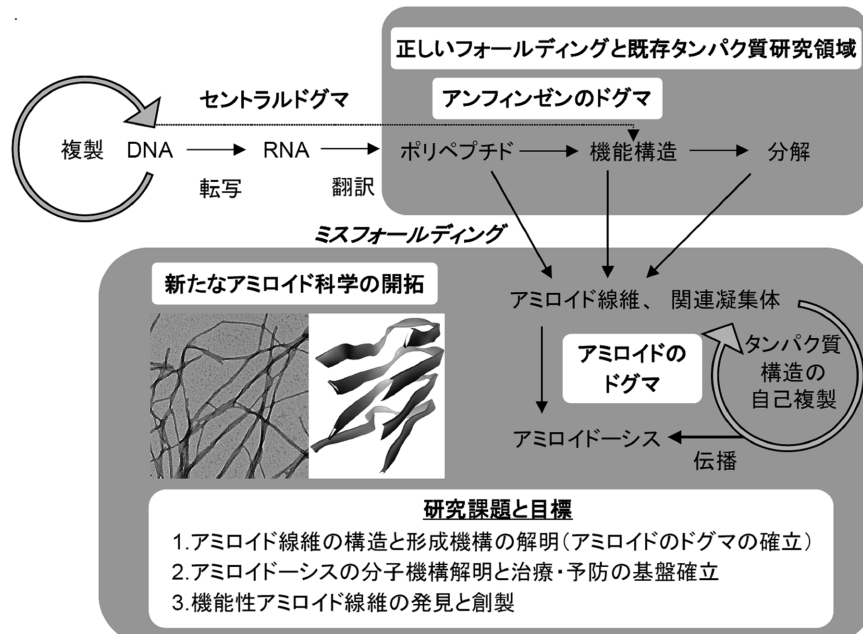 正しいフォールディングと既存タンパク質研究領域
セントラルドグマ
アンフィンゼンのドグマ
複製 DNA RNA ポリペプチド 機能構造 分解
転写 翻訳
ミスフォールディング
新たなアミロイド科学の開拓
アミロイド線維、関連凝集体
アミロイドの
ドグマ
タンパク質
構造の
自己複製
アミロイドーシス
伝播
研究課題と目標
1.アミロイド線維の構造と形成機構の解明(アミロイドのドグマの確立)
2.アミロイドーシスの分子機構解明と治療・予防の基盤確立
3.機能性アミロイド線維の発見と創製